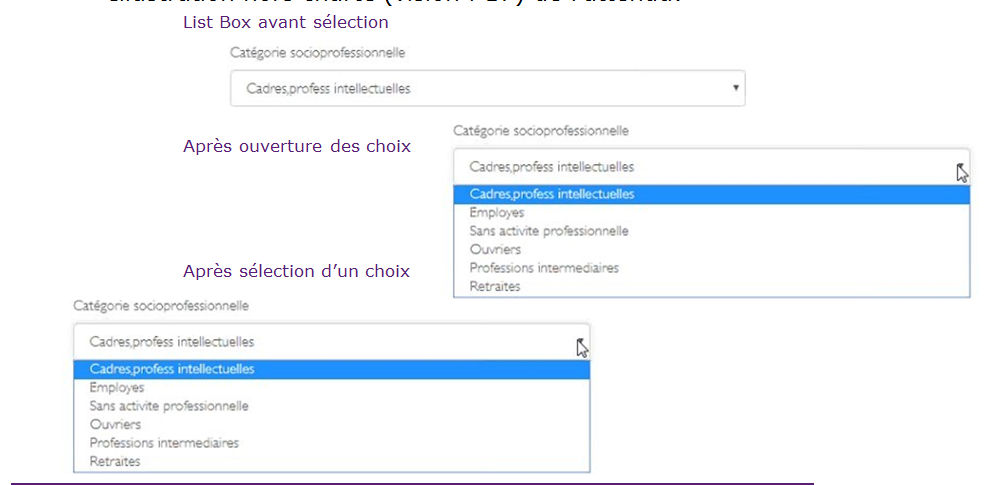 List Box avant sélection
Catégorie socioprofessionnelle
Cadres,profess intellectuelles
Après ouverture des choix
Catégorie socioprofessionnelle
Cadres,profess intellectuelles
Cadres,profess intellectuelles
Employes
Sans activite professionnelle
Ouvriers
Professions intermediaires
Retraites
Après sélection d’un choix
Catégorie socioprofessionnelle
Cadres,profess intellectuelles
Cadres,profess intellectuelles
Employes
Sans activite professionnelle
Ouvriers
Professions intermediaires
Retraites